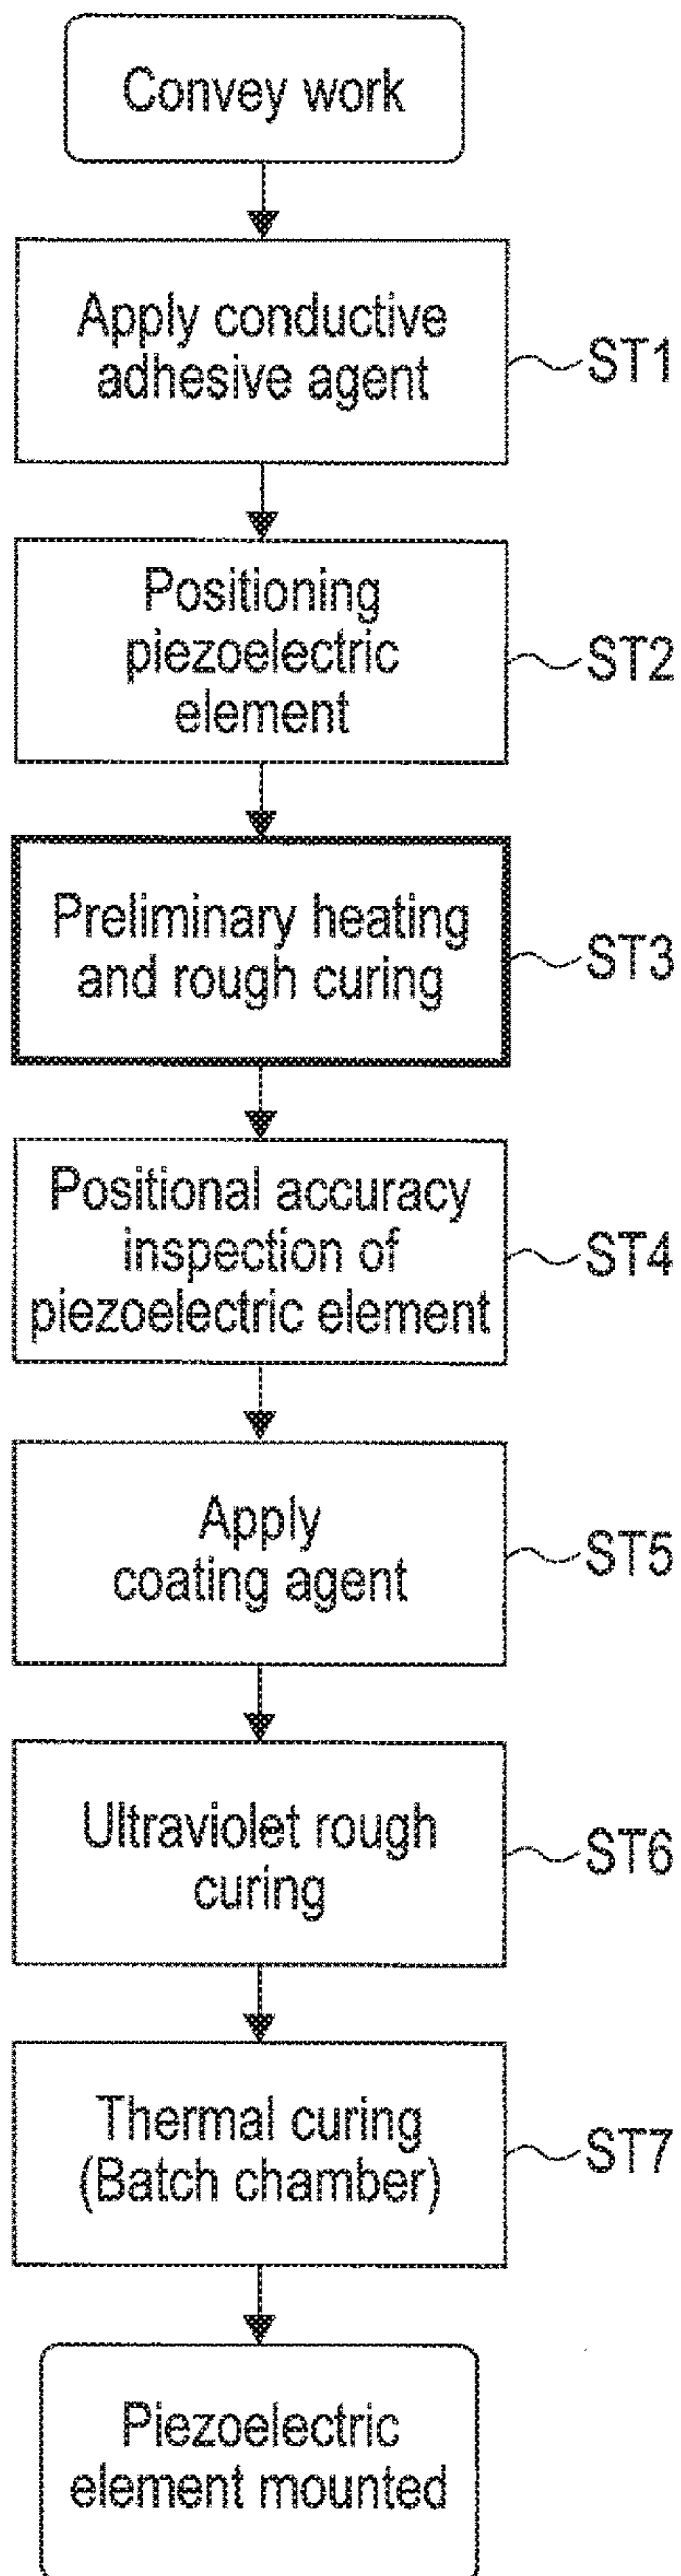 Convey work
Apply conductive
adhesive agent
ST1
Positioning
piezoelectric
element
ST2
Preliminary heating
and rough curing
ST3
Positional accuracy
inspection of
piezoelectric element
ST4
Apply
coating agent
ST5
Ultraviolet rough
curing
ST6
Thermal curing
(Batch chamber)
ST7
Piezoelectric
element mounted